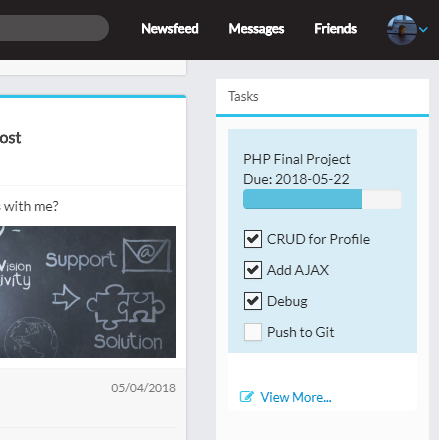 Newsfeed Messages Friends
Tasks
ost
with me?
Vision
Support
@
Solution
05/04/2018
PHP Final Project
Due: 2018-05-22
CRUD for Profile
Add AJAX
Debug
Push to Git
View More...